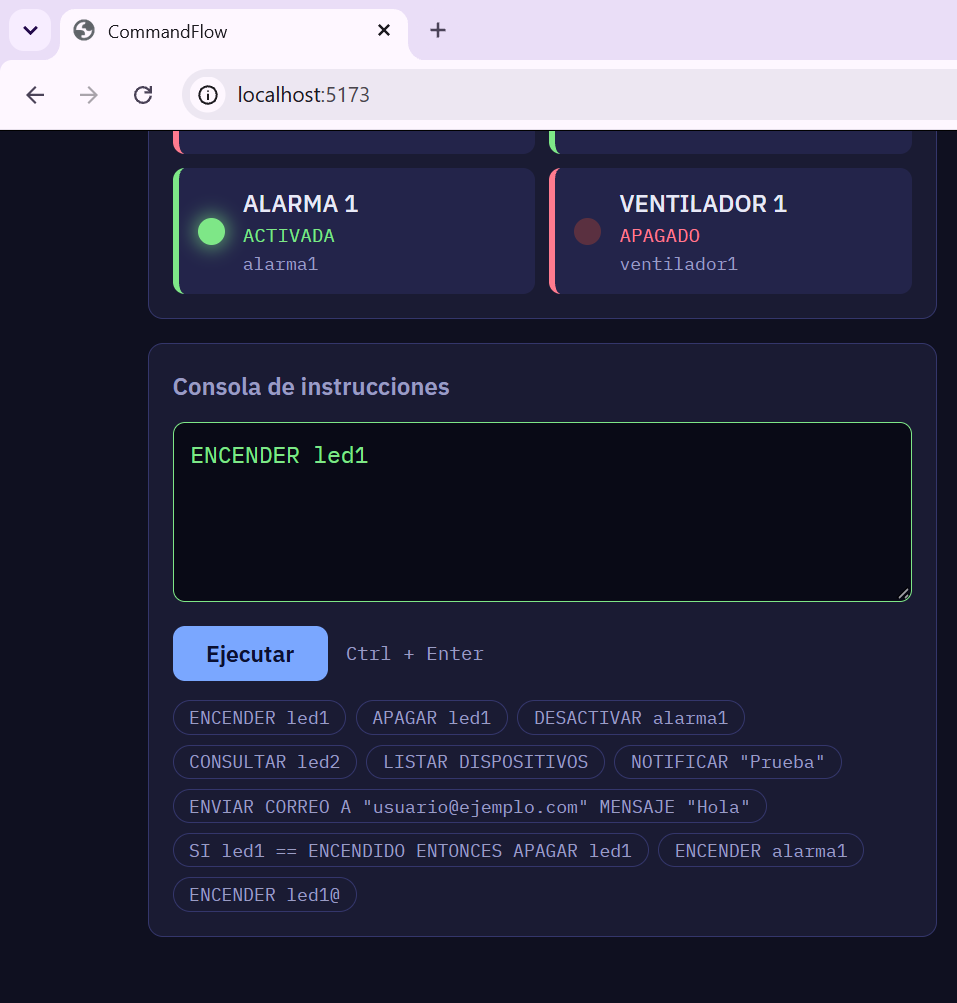 CommandFlow
localhost:5173
ALARMA 1
ACTIVADA
alarma1
VENTILADOR 1
APAGADO
ventilador1
Consola de instrucciones
ENCENDER led1
Ejecutar Ctrl + Enter
ENCENDER led1 APAGAR led1 DESACTIVAR alarma1
CONSULTAR led2 LISTAR DISPOSITIVOS NOTIFICAR "Prueba"
ENVIAR CORREO A "usuario@ejemplo.com" MENSAJE "Hola"
SI led1 == ENCENDIDO ENTONCES APAGAR led1 ENCENDER alarma1
ENCENDER led1@